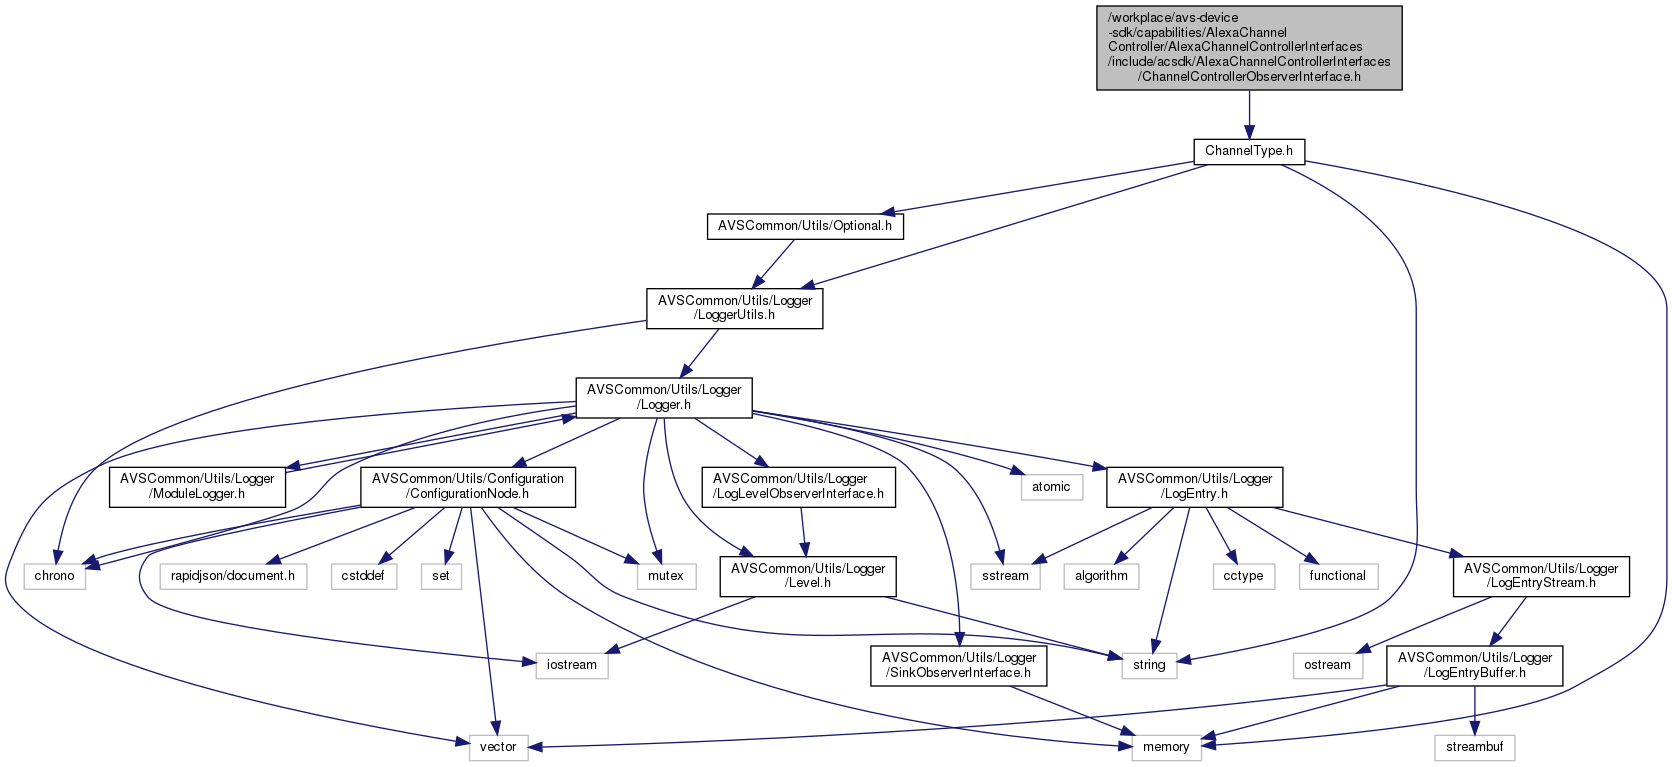 /workplace/avs-device
-sdk/capabilities/AlexaChannel
Controller/AlexaChannelControllerInterfaces
/include/acsdk/AlexaChannelControllerInterfaces
/ChannelControllerObserverInterface.h
ChannelType.h
AVSCommon/Utils/Optional.h
AVSCommon/Utils/Logger
/LoggerUtils.h
AVSCommon/Utils/Logger
/Logger.h
AVSCommon/Utils/Logger
/ModuleLogger.h
AVSCommon/Utils/Configuration
/ConfigurationNode.h
AVSCommon/Utils/Logger
/LogLevelObserverInterface.h
atomic
AVSCommon/Utils/Logger
/LogEntry.h
chrono
rapidjson/document.h
cstddef
set
mutex
AVSCommon/Utils/Logger
/Level.h
sstream
algorithm
cctype
functional
AVSCommon/Utils/Logger
/LogEntryStream.h
iostream
AVSCommon/Utils/Logger
/SinkObserverInterface.h
string
ostream
AVSCommon/Utils/Logger
/LogEntryBuffer.h
vector
memory
streambuf